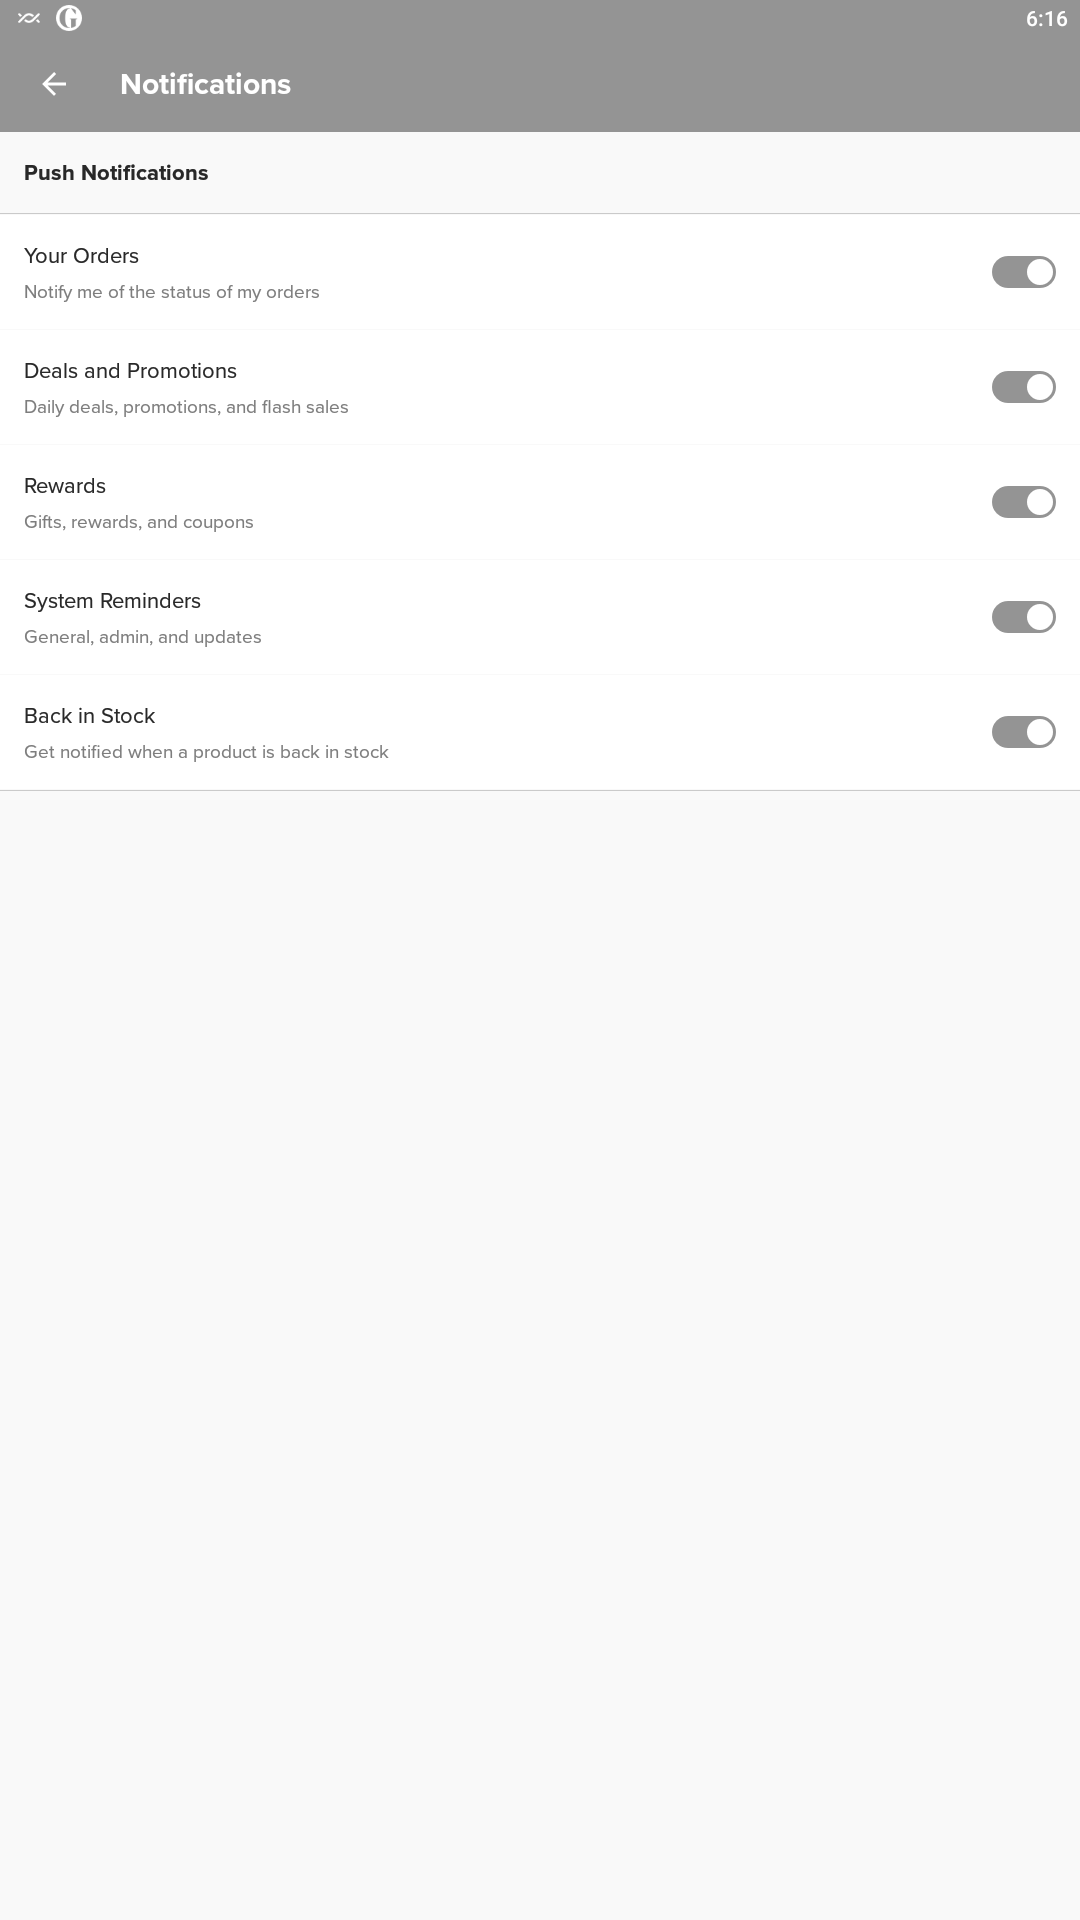 6:16
Notifications
Push Notifications
Your Orders
Notify me of the status of my orders
Deals and Promotions
Daily deals, promotions, and flash sales
Rewards
Gifts, rewards, and coupons
System Reminders
General, admin, and updates
Back in Stock
Get notified when a product is back in stock